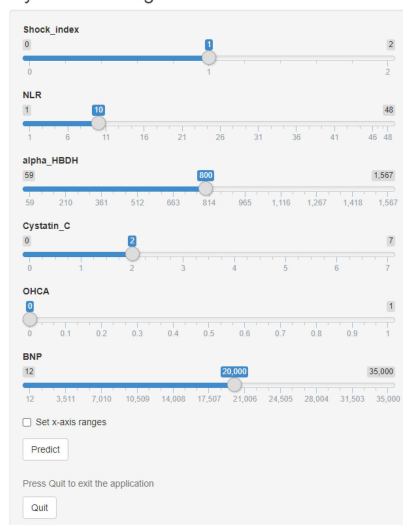 Shock_index
0 1 2
0 1 2
NLR
1 10 48
1 6 11 16 21 26 31 36 41 46 48
alpha_HBDH
59 800 1,567
59 210 361 512 663 814 965 1,116 1,267 1,418 1,567
Cystatin_C
0 2 7
0 1 2 3 4 5 6 7
OHCA
0 1
0 0.1 0.2 0.3 0.4 0.5 0.6 0.7 0.8 0.9 1
BNP
12 20,000 35,000
12 3,511 7,010 10,509 14,008 17,507 21,006 24,505 28,004 31,503 35,000
Set x-axis ranges
Predict
Press Quit to exit the application
Quit